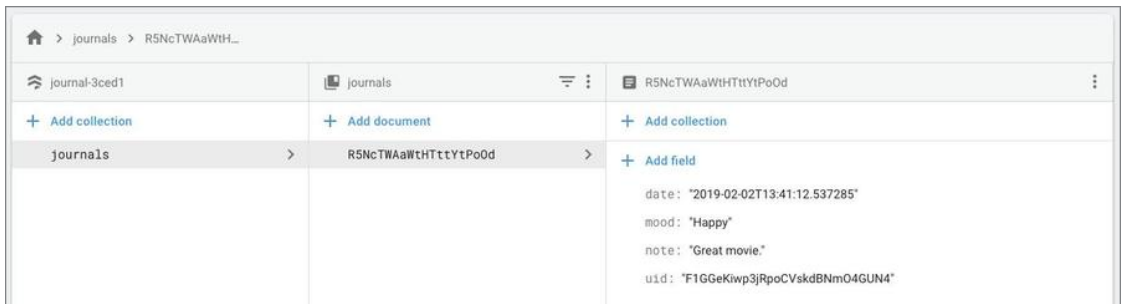 journals > R5NcTWAaWtH…
journal-3ced1
journals
R5NcTWAaWtHTttYtPoOd
+ Add collection
+ Add document
+ Add collection
journals >
R5NcTWAaWtHTttYtPoOd >
+ Add field
date: "2019-02-02T13:41:12.537285"
mood: "Happy"
note: "Great movie."
uid: "F1GGeKiwp3jRpoCVskdBNmO4GUN4"